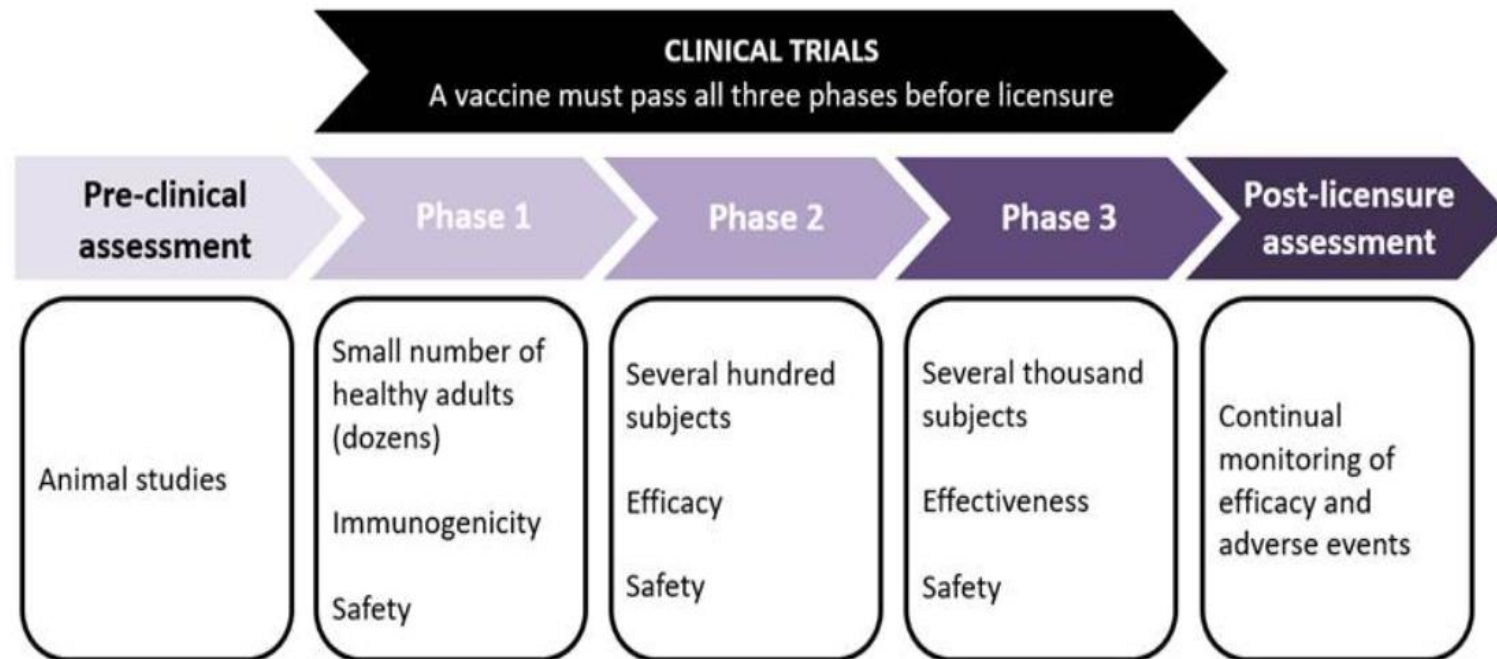 CLINICAL TRIALS
A vaccine must pass all three phases before licensure
Pre-clinical
assessment
Phase 1
Phase 2
Phase 3
Post-licensure
assessment
Animal studies
Small number of
healthy adults
(dozens)
Immunogenicity
Safety
Several hundred
subjects
Efficacy
Safety
Several thousand
subjects
Effectiveness
Safety
Continual
monitoring of
efficacy and
adverse events